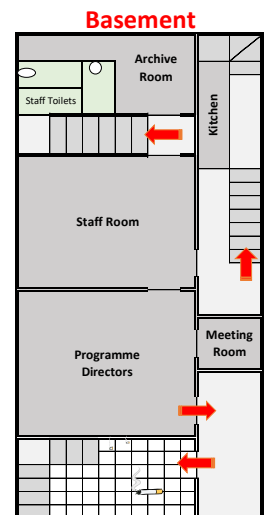 Basement
Archive
Room
Staff Toilets
Kitchen
Staff Room
Meeting
Room
Programme
Directors